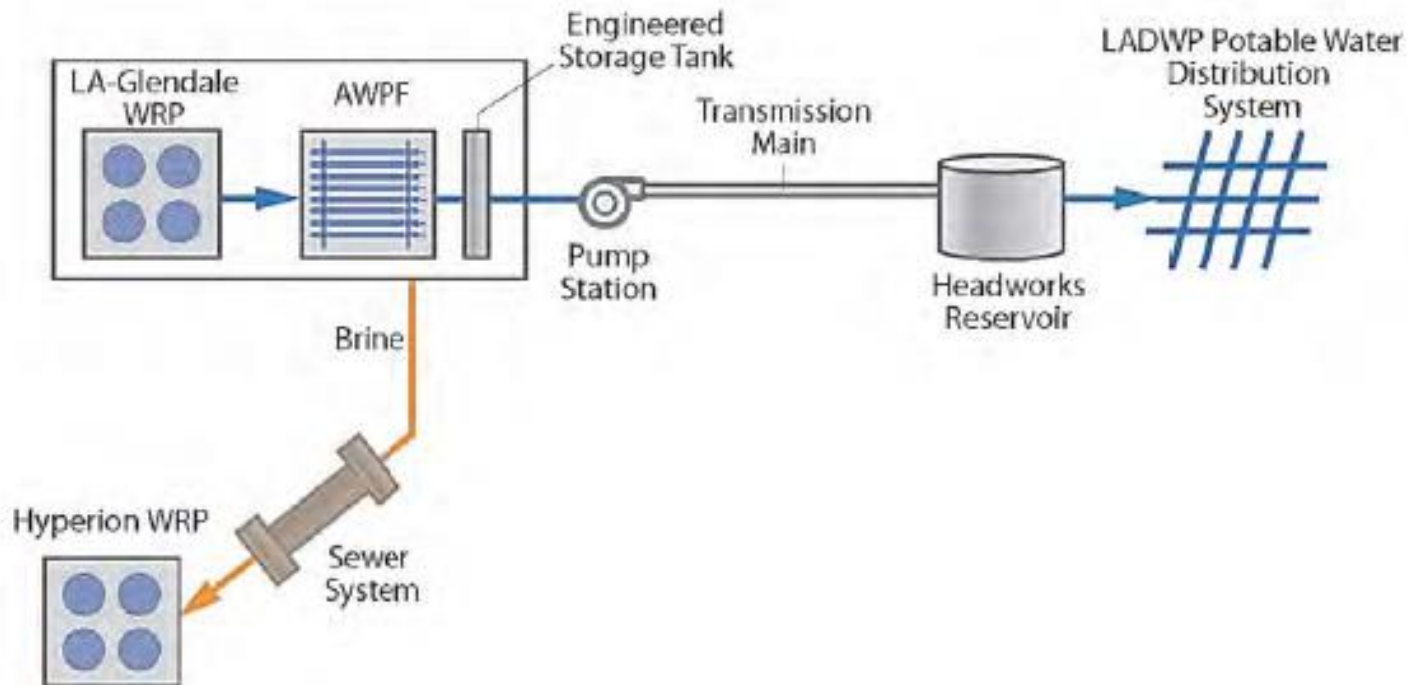 Engineered
Storage Tank
LADWP Potable Water
Distribution
System
LA-Glendale
WRP
AWPF
Transmission
Main
Pump
Station
Headworks
Reservoir
Brine
Hyperion WRP
Sewer
System